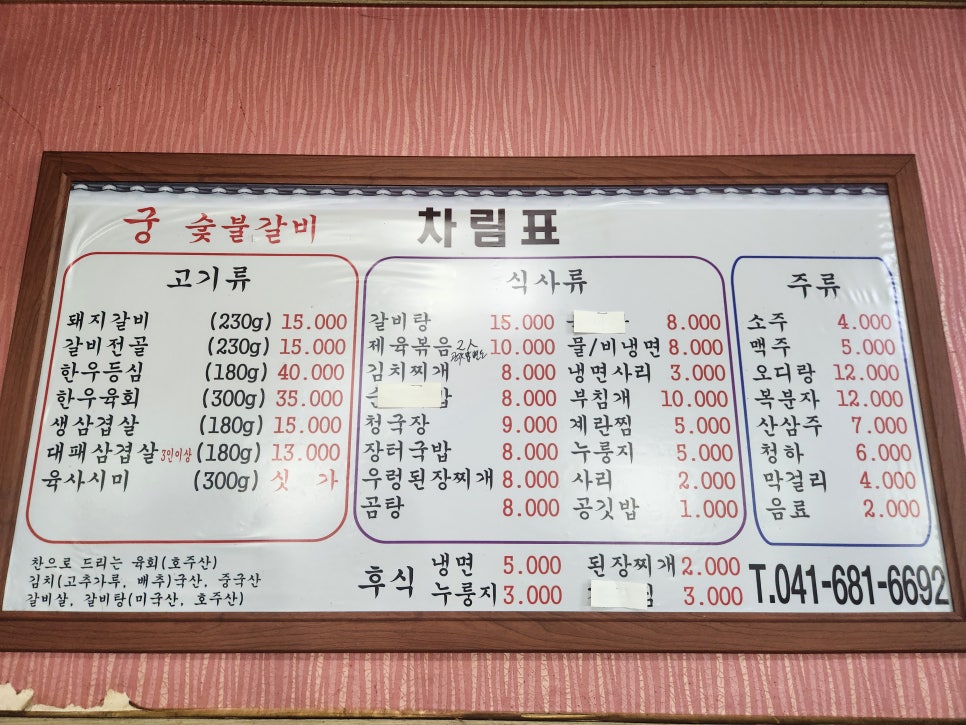 궁 숯불갈비
차림표
고기류
돼지갈비 (230g) 15.000
갈비전골 (230g) 15.000
한우등심 (180g) 40.000
한우육회 (300g) 35.000
생삼겹살 (180g) 15.000
대패삼겹살 3인이상 (180g) 13.000
육사시미 (300g) 싯 가
식사류
갈비탕 15.000
제육볶음 2人 10.000
김치찌개 8.000
8.000
청국장 9.000
장터국밥 8.000
우렁된장찌개 8.000
곰탕 8.000
8.000
물/비냉면 8.000
냉면사리 3.000
부침개 10.000
계란찜 5.000
누룽지 5.000
사리 2.000
공깃밥 1.000
주류
소주 4.000
맥주 5.000
오디랑 12.000
복분자 12.000
산삼주 7.000
청하 6.000
막걸리 4.000
음료 2.000
찬으로 드리는 육회(호주산)
김치(고추가루, 배추)국산, 중국산
갈비살, 갈비탕(미국산, 호주산)
후식
냉면 5.000
누룽지 3.000
된장찌개 2.000
3.000
T.041-681-6692